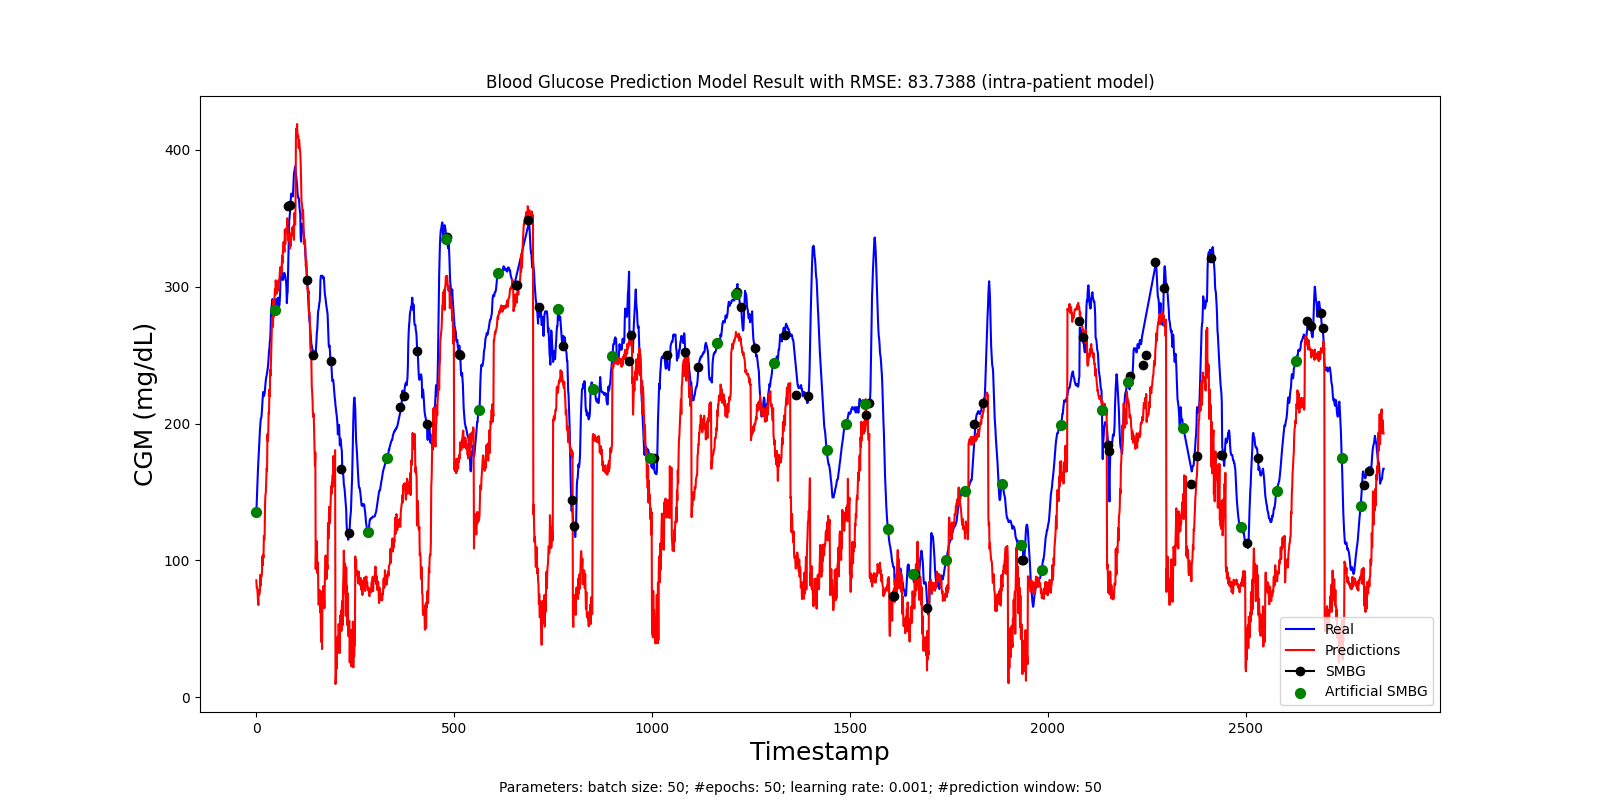 Blood Glucose Prediction Model Result with RMSE: 83.7388 (intra-patient model)
CGM (mg/dL)
400
300
200
100
0
Real
Predictions
SMBG
Artificial SMBG
0 500 1000 1500 2000 2500
Timestamp
Parameters: batch size: 50; #epochs: 50; learning rate: 0.001; #prediction window: 50